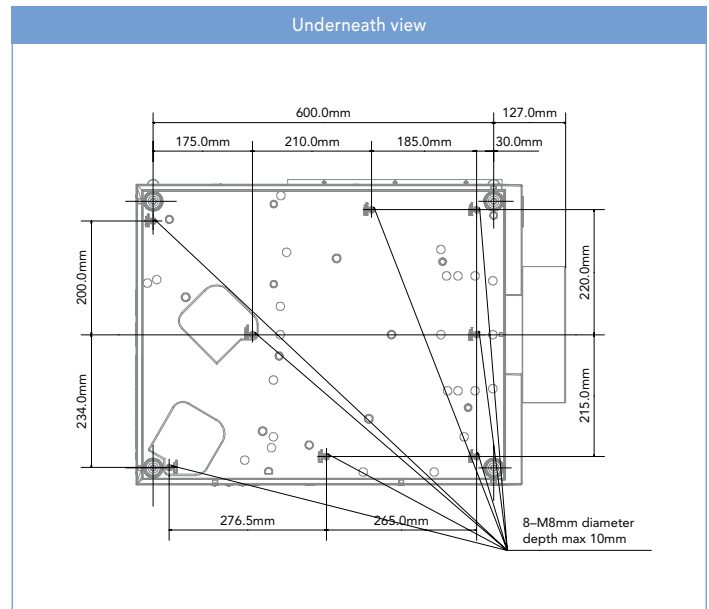 Underneath view
600.0mm
127.0mm
175.0mm
210.0mm
185.0mm
30.0mm
200.0mm
220.0mm
234.0mm
215.0mm
276.5mm
265.0mm
8–M8mm diameter
depth max 10mm